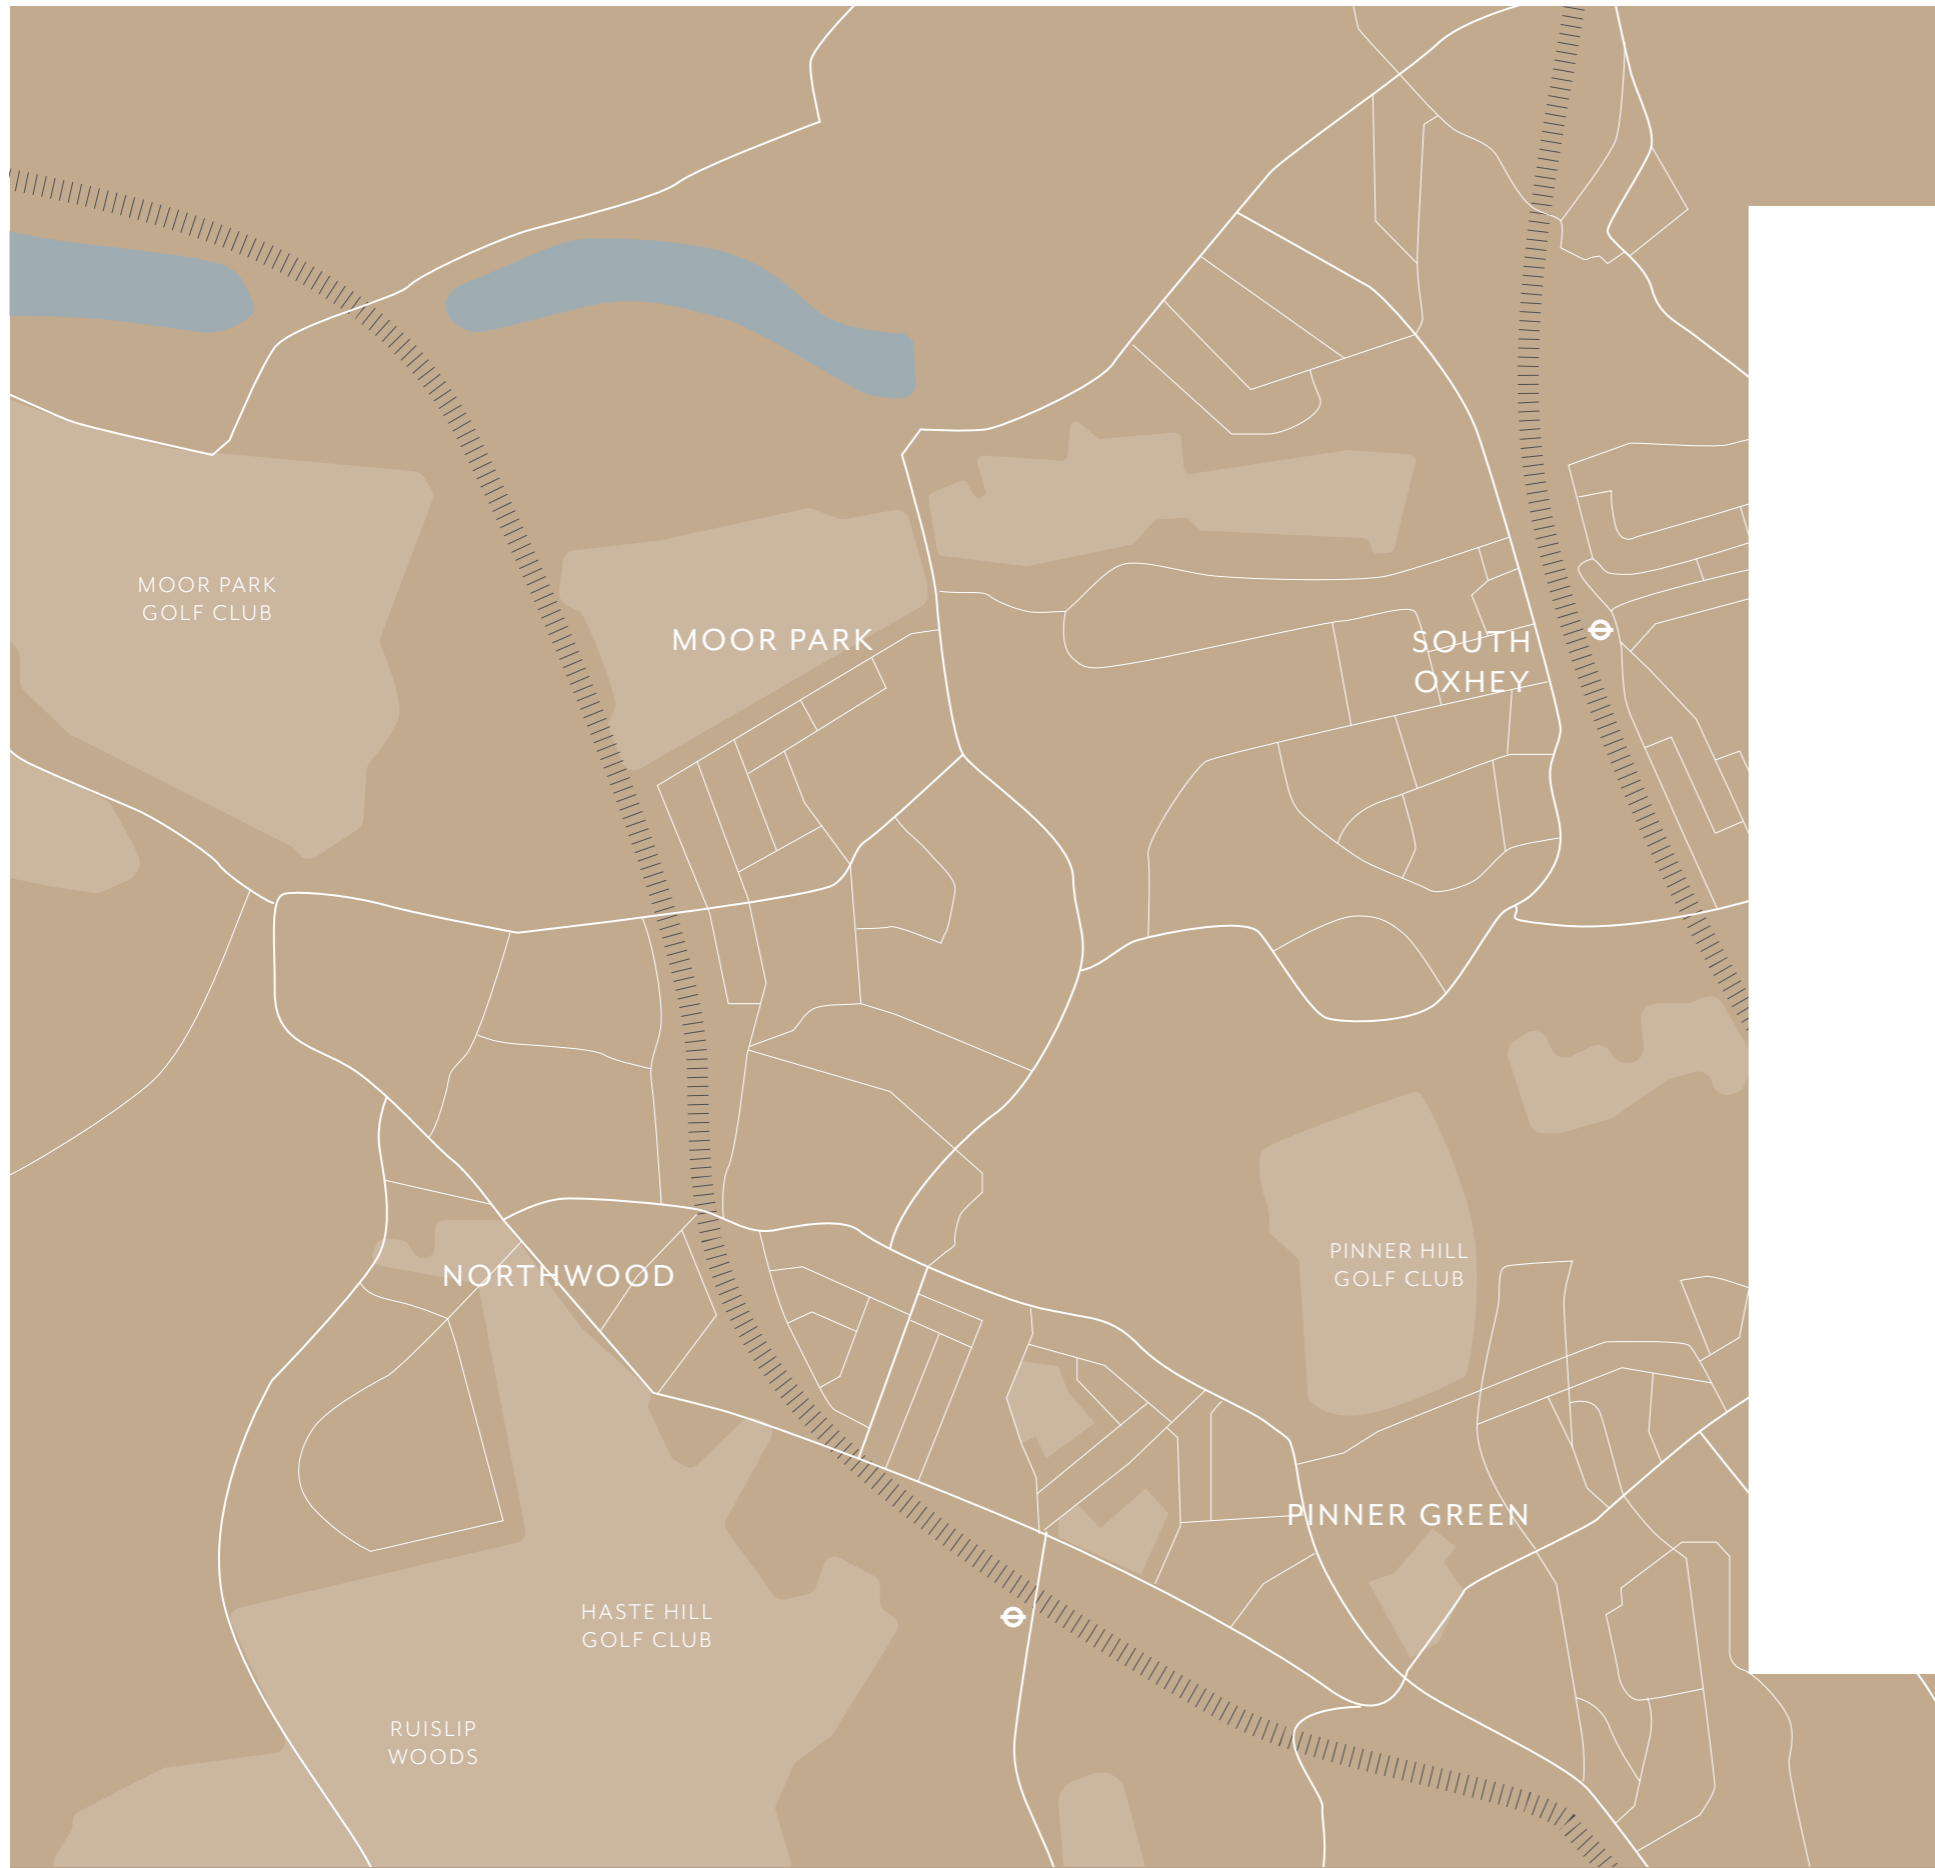 MOOR PARK
GOLF CLUB
MOOR PARK
SOUTH
OXHEY
NORTHWOOD
PINNER HILL
GOLF CLUB
PINNER GREEN
HASTE HILL
GOLF CLUB
RUISLIP
WOODS